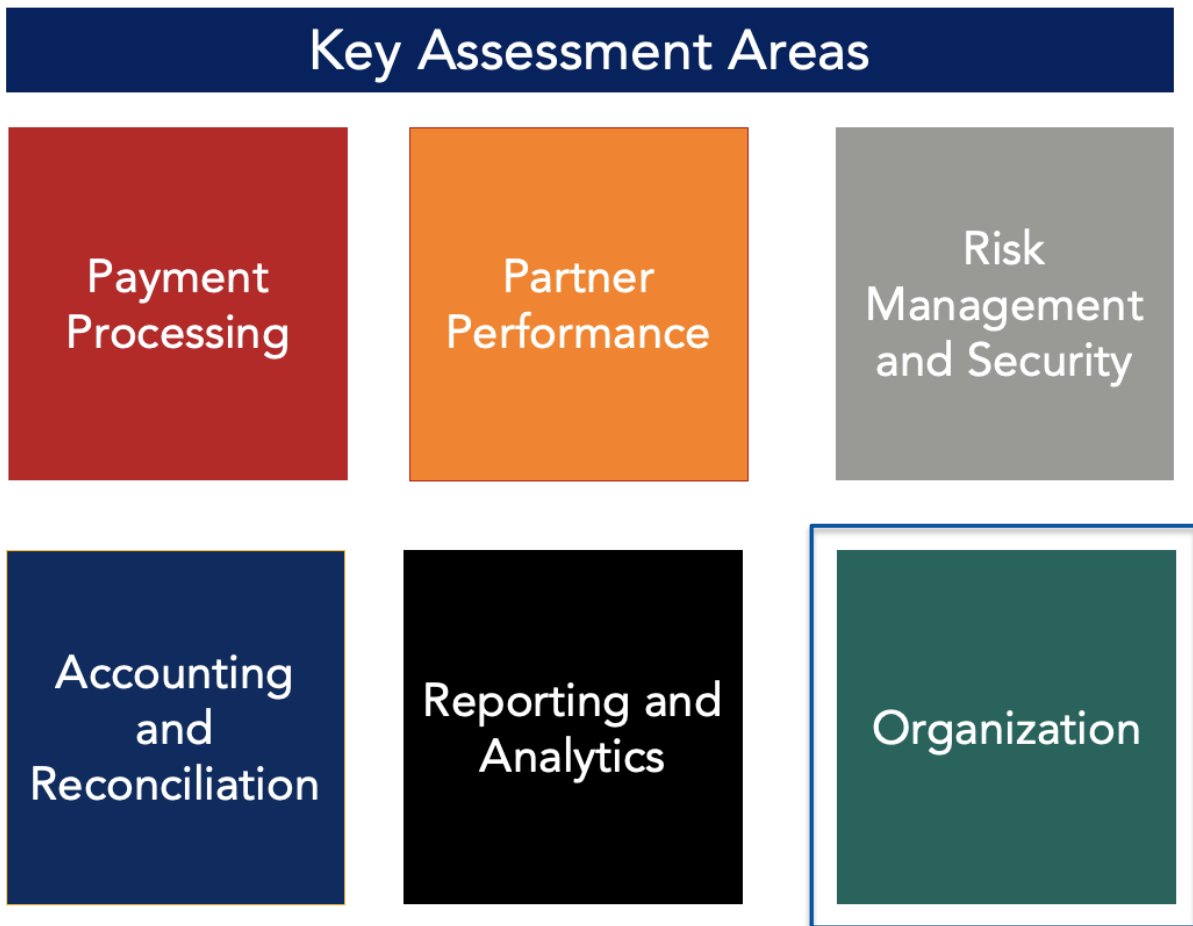 Key Assessment Areas
Payment
Processing
Partner
Performance
Risk
Management
and Security
Accounting
and
Reconciliation
Reporting and
Analytics
Organization